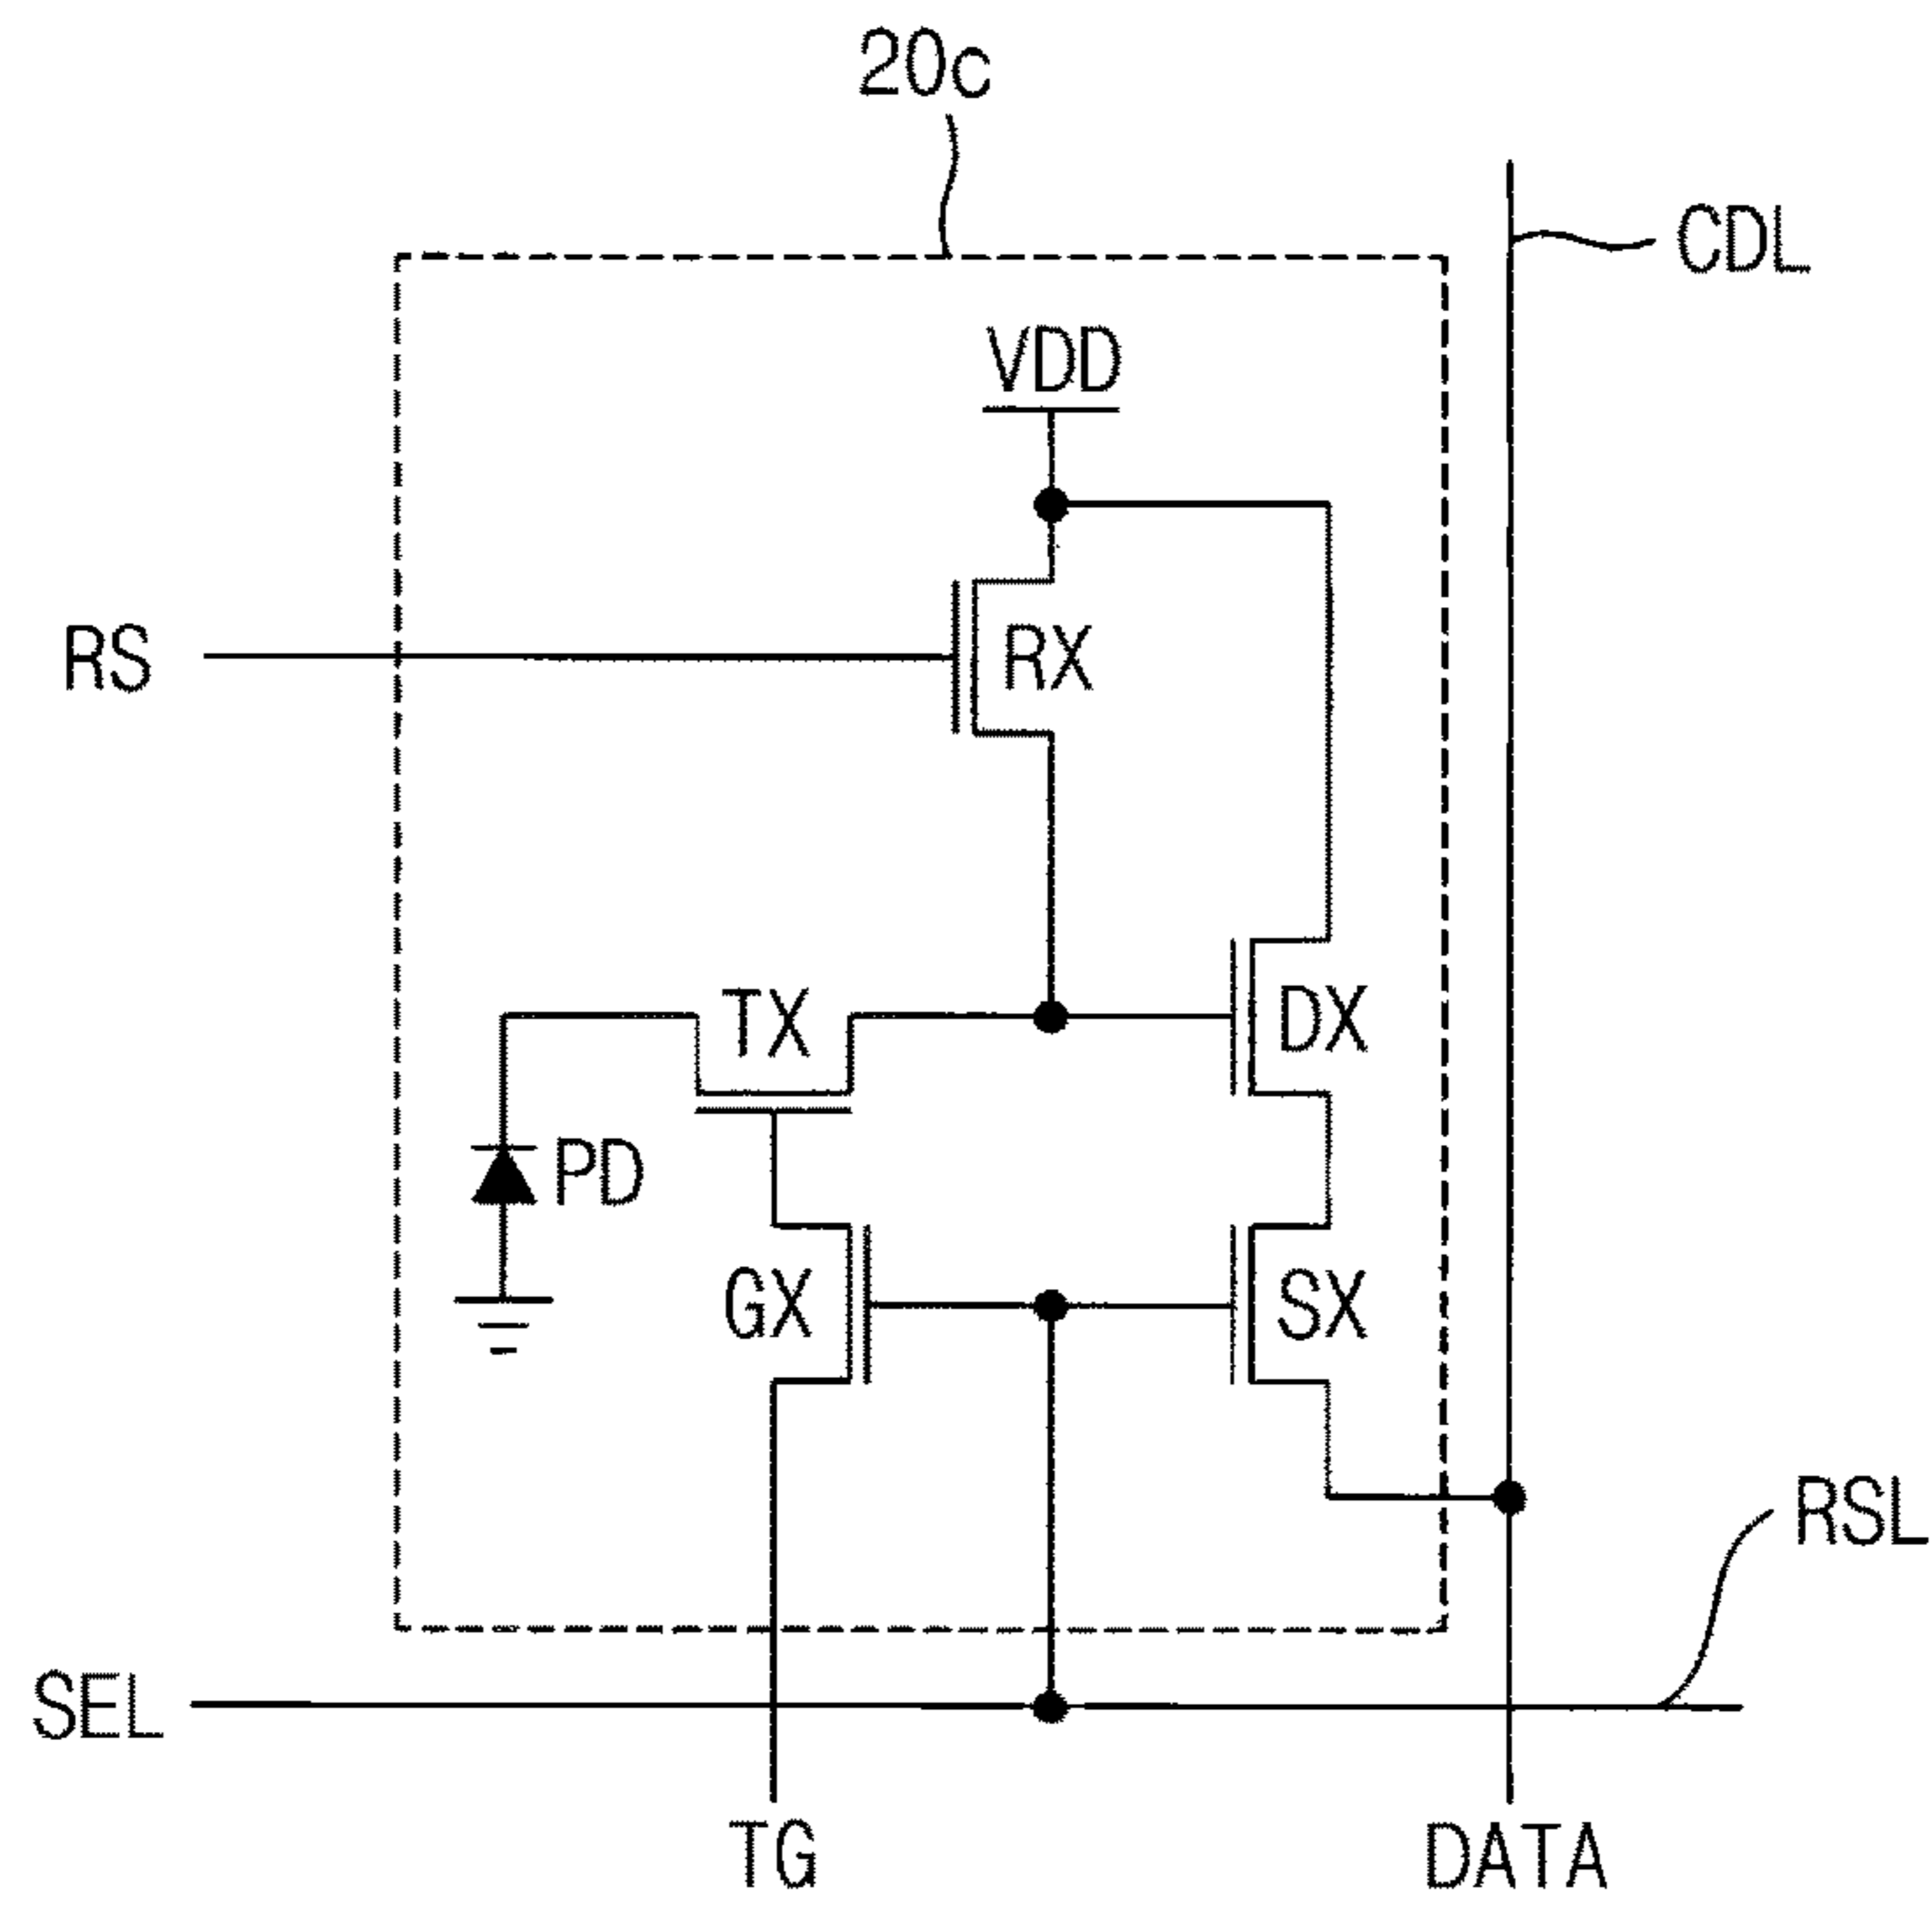 20c
CDL
VDD
RS
RX
TX
DX
PD
GX
SX
RSL
SEL
TG
DATA